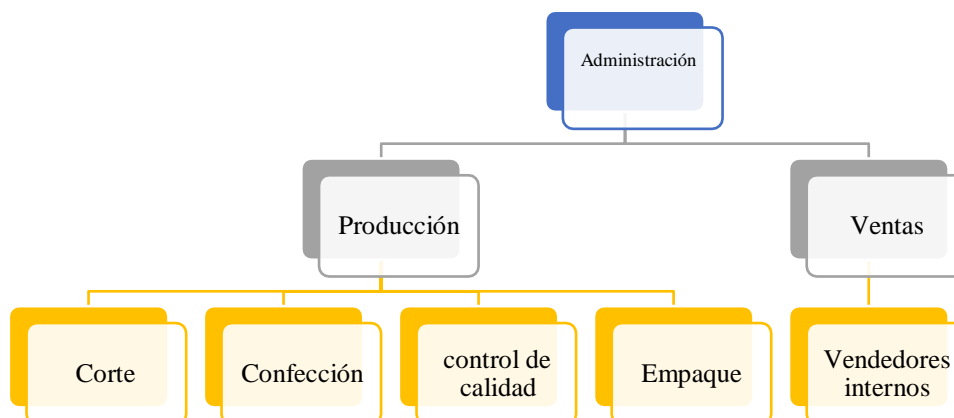 Administración
Producción
Ventas
Corte
Confección
control de
calidad
Empaque
Vendedores
internos